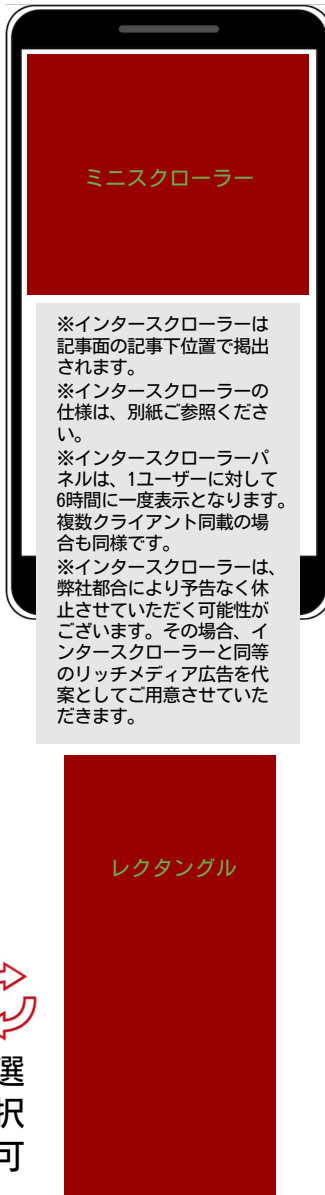 ミニスクローラー
※インタースクローラーは
記事面の記事下位置で掲出
されます。
※インタースクローラーの
仕様は、別紙ご参照くださ
い。
※インタースクローラーパ
ネルは、1ユーザーに対して
6時間に一度表示となります。
複数クライアント同載の場
合も同様です。
※インタースクローラーは、
弊社都合により予告なく休
止させていただく可能性が
ございます。その場合、イ
ンタースクローラーと同等
のリッチメディア広告を代
案としてご用意させていた
だきます。
レクタングル
選
択
可